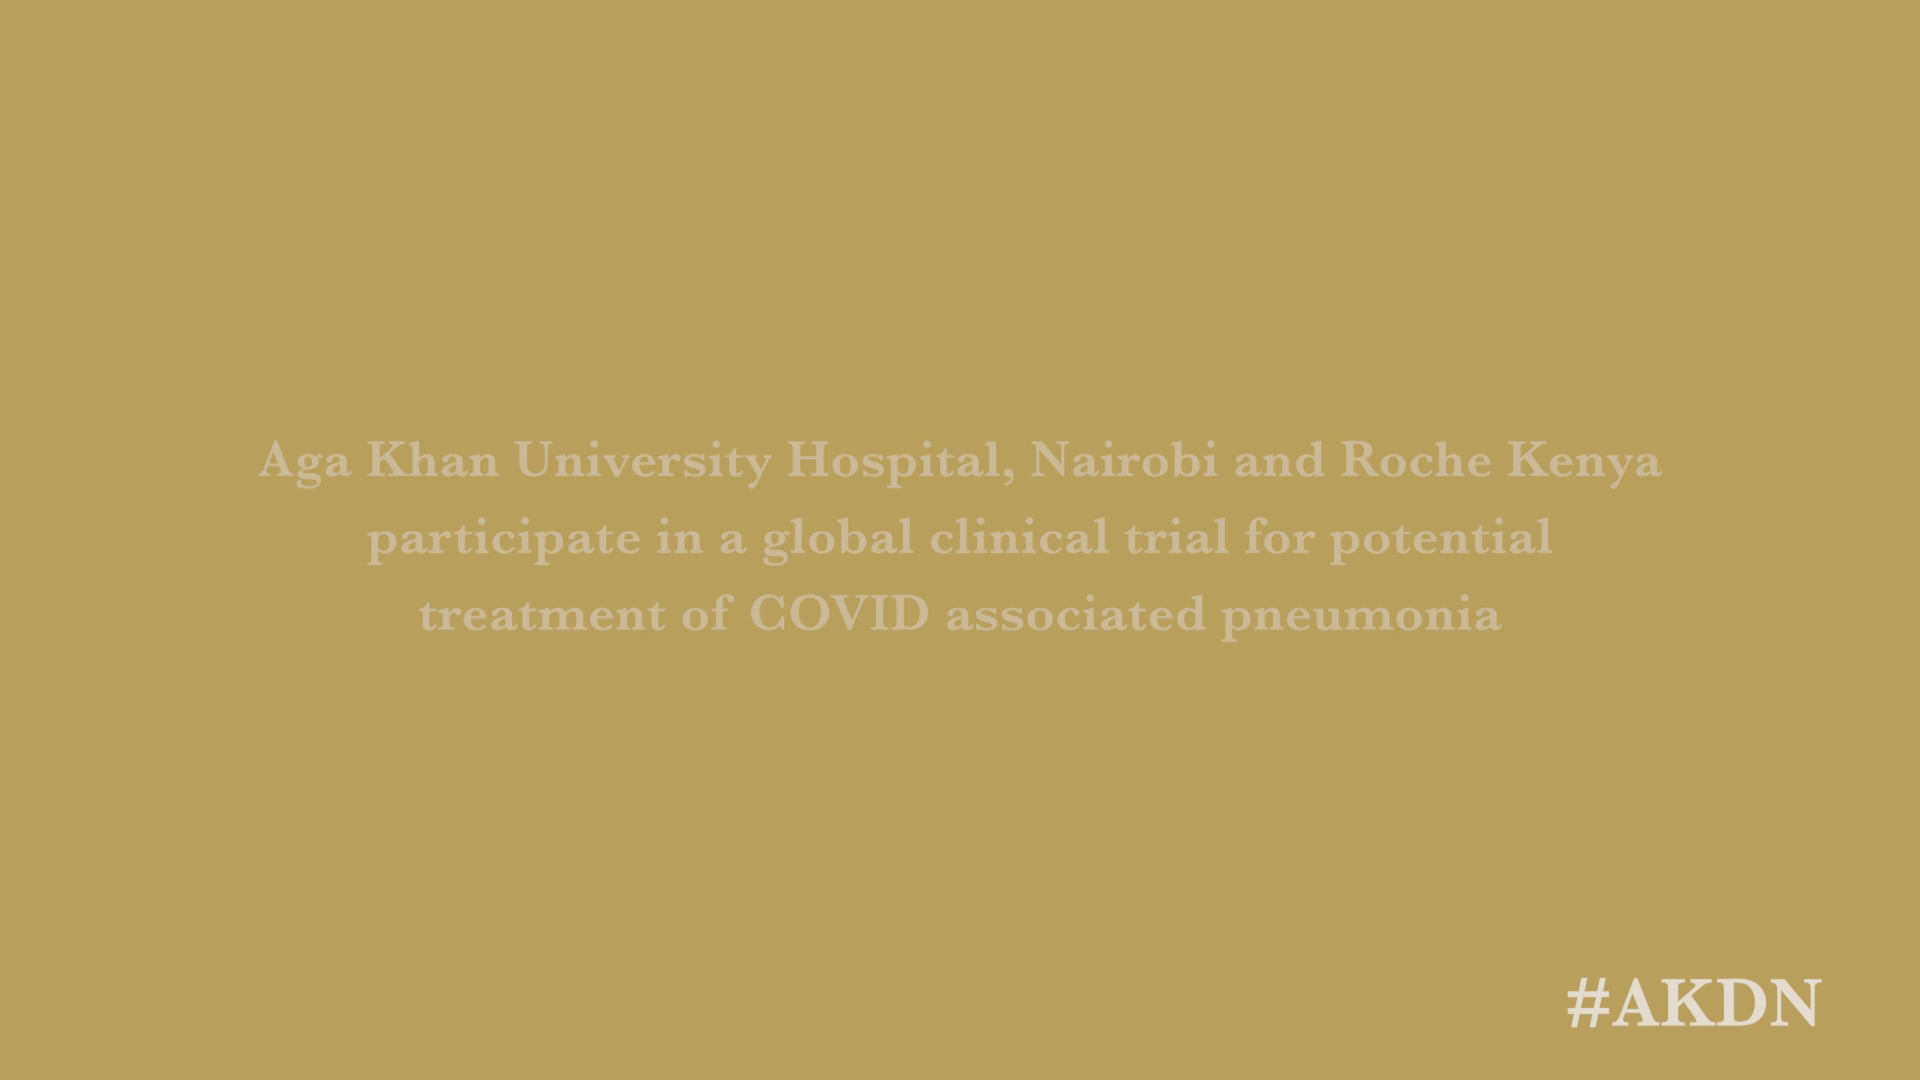 Aga Khan University Hospital, Nairobi and Roche Kenya
participate in a global clinical trial for potential
treatment of COVID associated pneumonia
#AKDN